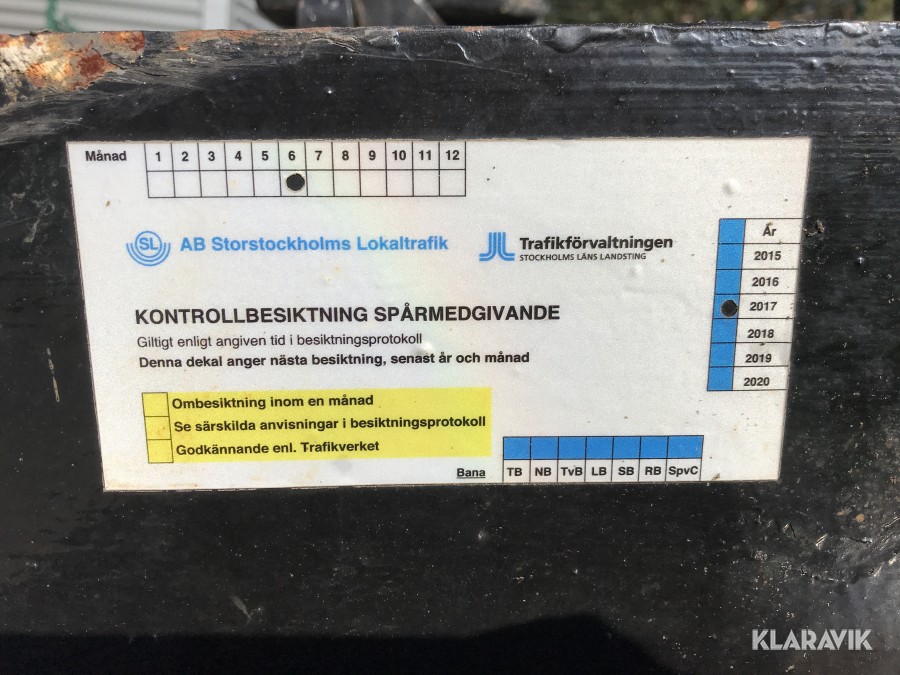 Månad 1 2 3 4 5 6 7 8 9 10 11 12
SL AB Storstockholms Lokaltrafik
Trafikförvaltningen
STOCKHOLMS LÄNS LANDSTING
År
2015
2016
2017
2018
2019
2020
KONTROLLBESIKTNING SPÅRMEDGIVANDE
Giltigt enligt angiven tid i besiktningsprotokoll
Denna dekal anger nästa besiktning, senast år och månad
Ombesiktning inom en månad
Se särskilda anvisningar i besiktningsprotokoll
Godkännande enl. Trafikverket
Bana TB NB TvB LB SB RB SpvC
KLARAVIK